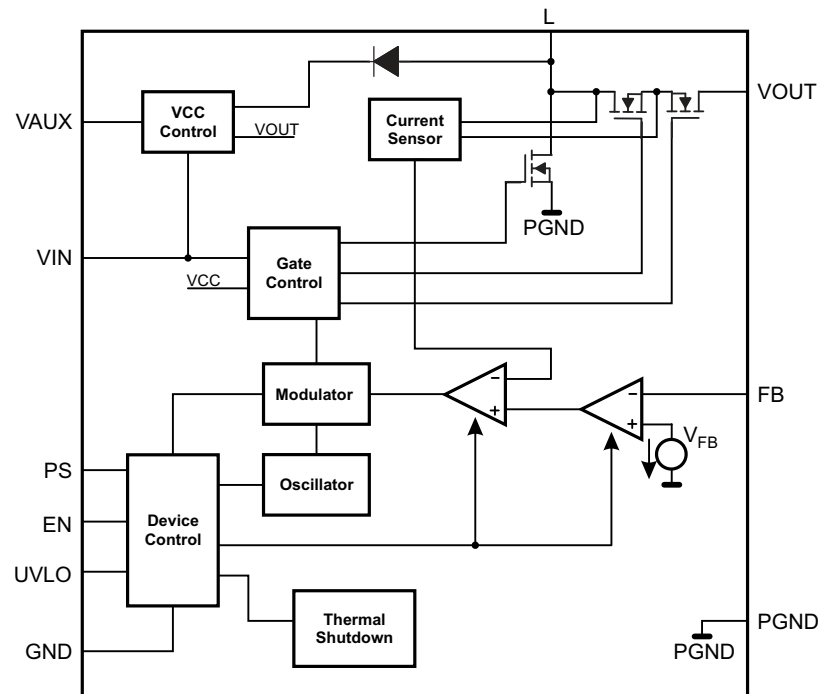 L
VCC
Control
VOUT
VAUX
Current
Sensor
VOUT
PGND
VIN
Gate
Control
VCC
Modulator
-
+
-
+
FB
VFB
PS
Oscillator
EN
Device
Control
UVLO
Thermal
Shutdown
PGND
PGND
GND